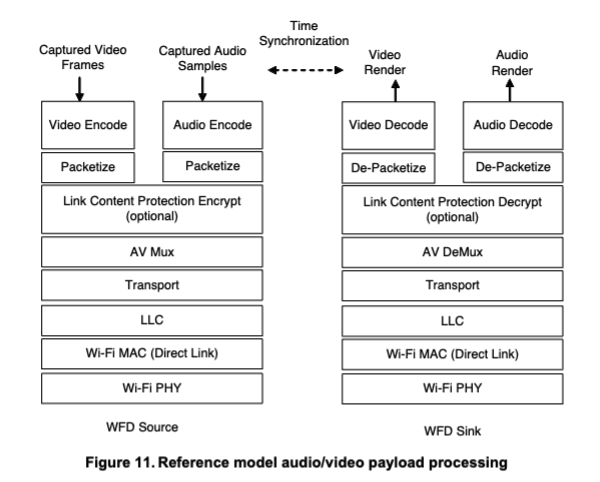 Time
Synchronization
Captured Video
Frames
Captured Audio
Samples
Video
Render
Audio
Render
Video Encode
Audio Encode
Video Decode
Audio Decode
Packetize
Packetize
De-Packetize
De-Packetize
Link Content Protection Encrypt
(optional)
Link Content Protection Decrypt
(optional)
AV Mux
AV DeMux
Transport
Transport
LLC
LLC
Wi-Fi MAC (Direct Link)
Wi-Fi MAC (Direct Link)
Wi-Fi PHY
Wi-Fi PHY
WFD Source
WFD Sink
Figure 11. Reference model audio/video payload processing